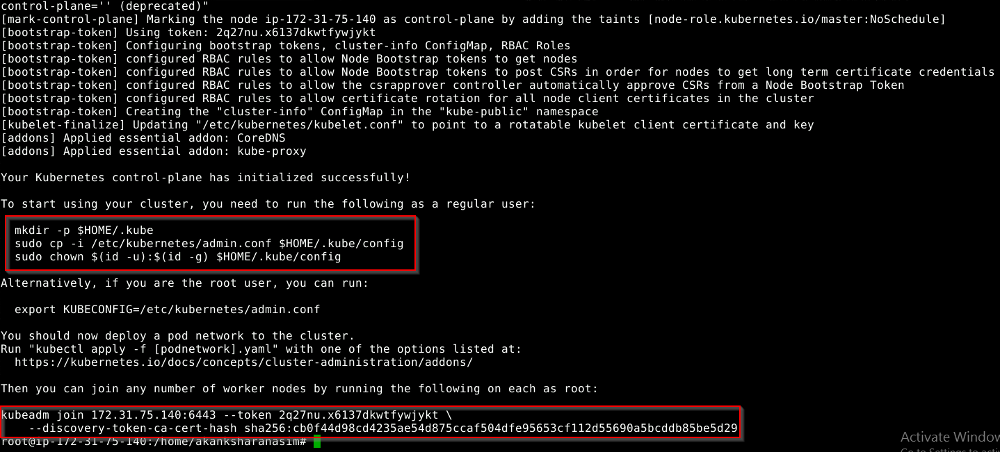 control-plane='' (deprecated)"
[mark-control-plane] Marking the node ip-172-31-75-140 as control-plane by adding the taints [node-role.kubernetes.io/master:NoSchedule]
[bootstrap-token] Using token: 2q27nu.x6137dkwtfywjykt
[bootstrap-token] Configuring bootstrap tokens, cluster-info ConfigMap, RBAC Roles
[bootstrap-token] configured RBAC rules to allow Node Bootstrap tokens to get nodes
[bootstrap-token] configured RBAC rules to allow Node Bootstrap tokens to post CSRs in order for nodes to get long term certificate credentials
[bootstrap-token] configured RBAC rules to allow the csrapprover controller automatically approve CSRs from a Node Bootstrap Token
[bootstrap-token] configured RBAC rules to allow certificate rotation for all node client certificates in the cluster
[bootstrap-token] Creating the "cluster-info" ConfigMap in the "kube-public" namespace
[kubelet-finalize] Updating "/etc/kubernetes/kubelet.conf" to point to a rotatable kubelet client certificate and key
[addons] Applied essential addon: CoreDNS
[addons] Applied essential addon: kube-proxy
Your Kubernetes control-plane has initialized successfully!
To start using your cluster, you need to run the following as a regular user:
mkdir -p $HOME/.kube
sudo cp -i /etc/kubernetes/admin.conf $HOME/.kube/config
sudo chown $(id -u):$(id -g) $HOME/.kube/config
Alternatively, if you are the root user, you can run:
export KUBECONFIG=/etc/kubernetes/admin.conf
You should now deploy a pod network to the cluster.
Run "kubectl apply -f [podnetwork].yaml" with one of the options listed at:
https://kubernetes.io/docs/concepts/cluster-administration/addons/
Then you can join any number of worker nodes by running the following on each as root:
kubeadm join 172.31.75.140:6443 --token 2q27nu.x6137dkwtfywjykt \
--discovery-token-ca-cert-hash sha256:cb0f44d98cd4235ae54d875ccaf504dfe95653cf112d55690a5bcddb85be5d29
root@ip-172-31-75-140:/home/akanksharanasim#
Activate Window